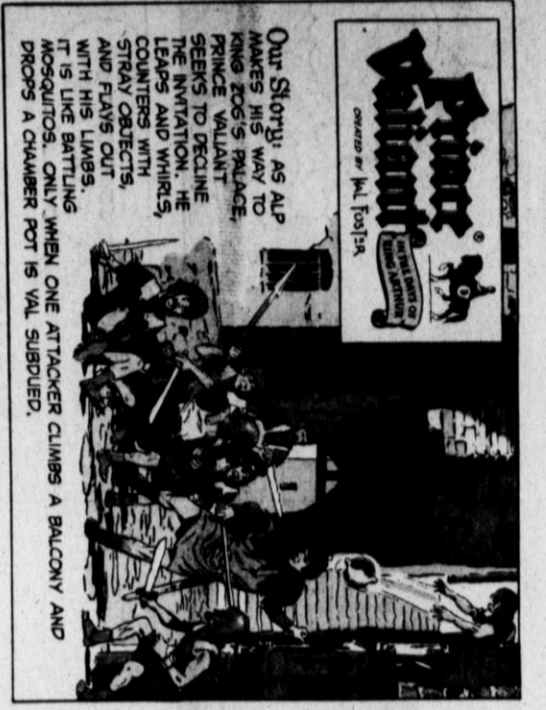 Prince
Valiant®
IN THE DAYS OF
KING ARTHUR
CREATED BY HAL FOSTER
Our Story: AS ALP
MAKES HIS WAY TO
KING ZOG'S PALACE,
PRINCE VALIANT
SEEKS TO DECLINE
THE INVITATION. HE
LEAPS AND WHIRLS,
COUNTERS WITH
STRAY OBJECTS,
AND FLAYS OUT
WITH HIS LIMBS.
IT IS LIKE BATTLING
MOSQUITOS. ONLY WHEN ONE ATTACKER CLIMBS A BALCONY AND
DROPS A CHAMBER POT IS VAL SUBDUED.